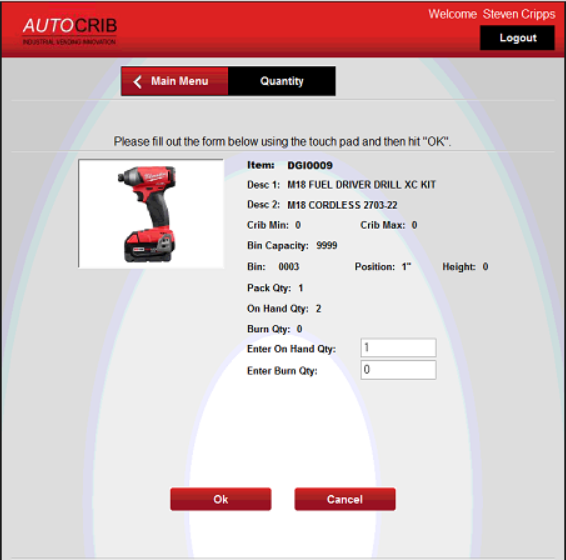 Welcome Steven Cripps
AUTOCRIB
INDUSTRIAL VENDING INNOVATION
Logout
Main Menu
Quantity
Please fill out the form below using the touch pad and then hit "OK".
Item: DGI0009
Desc 1: M18 FUEL DRIVER DRILL XC KIT
Desc 2: M18 CORDLESS 2703-22
Crib Min: 0 Crib Max: 0
Bin Capacity: 9999
Bin: 0003 Position: 1" Height: 0
Pack Qty: 1
On Hand Qty: 2
Burn Qty: 0
Enter On Hand Qty: 1
Enter Burn Qty: 0
Ok Cancel